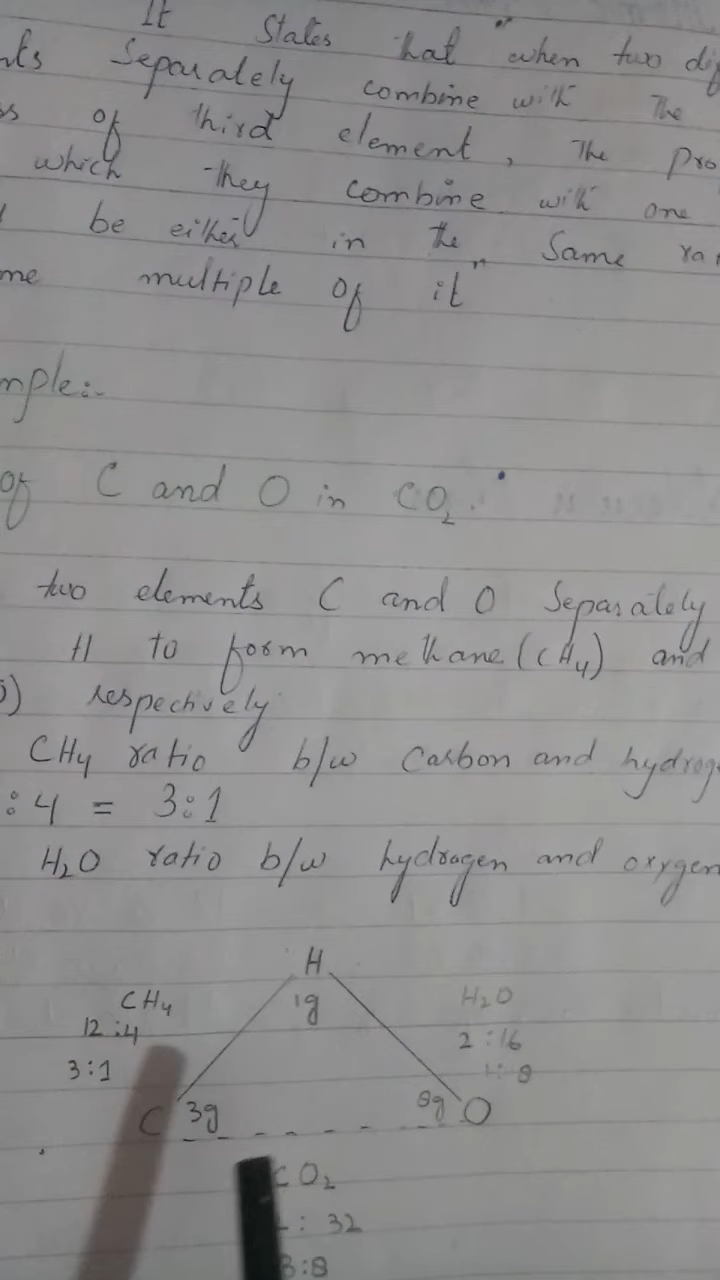 It States that "when two
Separately combine with The
of third element, The pro
which they combine with one
be either in the Same
me multiple of it"
mple:-
of C and O in CO₂.
two elements C and O Separately
H to form methane (CH₄) and
respectively
CH₄ ratio b/w Carbon and hydrog
:4 = 3:1
H₂O ratio b/w hydrogen and oxygen
H
1g
CH₄
12:4
3:1
H₂O
2:16
1:8
C 3g
8g O
CO₂
: 32
3:8